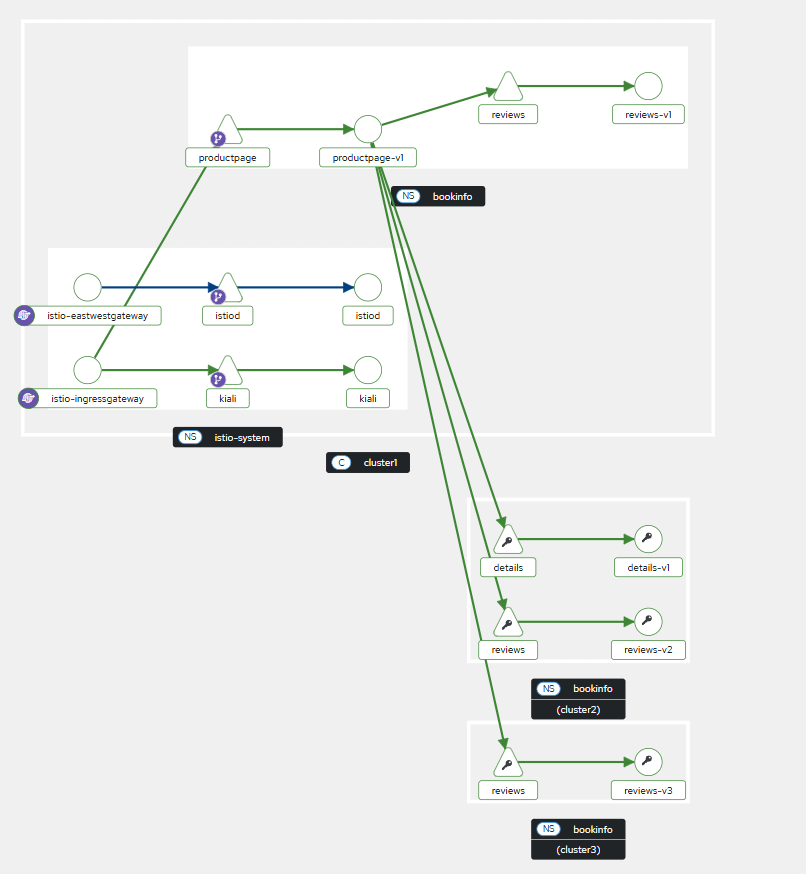 reviews
reviews-v1
productpage
productpage-v1
NS bookinfo
istio-eastwestgateway
istiod
istiod
istio-ingressgateway
kiali
kiali
NS istio-system
C cluster1
details
details-v1
reviews
reviews-v2
NS bookinfo
(cluster2)
reviews
reviews-v3
NS bookinfo
(cluster3)